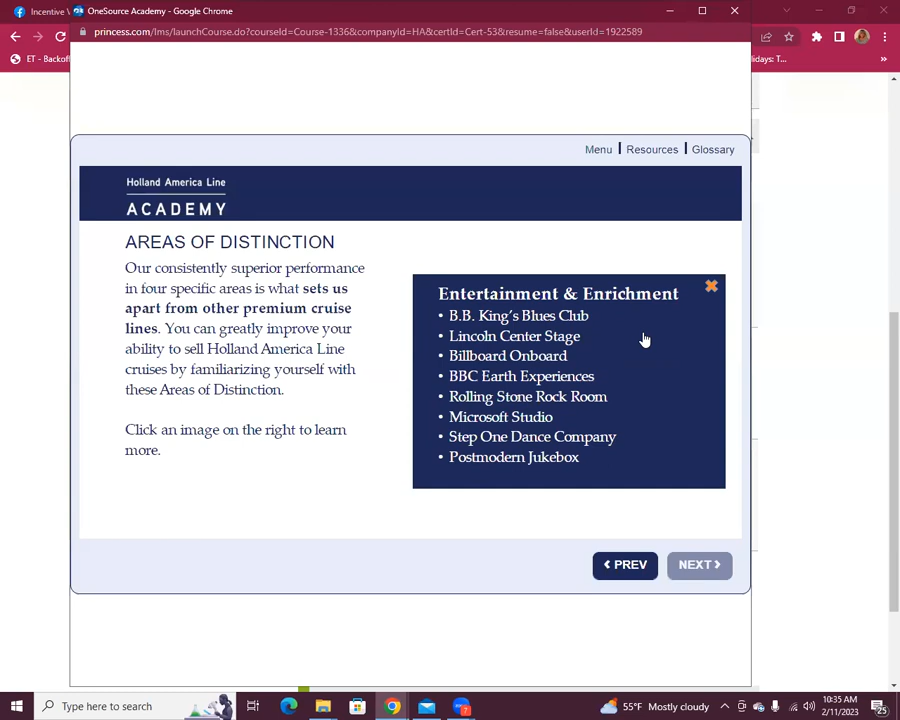 Incentive V
OneSource Academy - Google Chrome
princess.com/lms/launchCourse.do?courseId=Course-1336&companyId=HA&certId=Cert-53&resume=false&userId=1922589
ET - Backoff
lidays: T...
»
Menu | Resources | Glossary
Holland America Line
ACADEMY
AREAS OF DISTINCTION
Our consistently superior performance
in four specific areas is what sets us
apart from other premium cruise
lines. You can greatly improve your
ability to sell Holland America Line
cruises by familiarizing yourself with
these Areas of Distinction.
Click an image on the right to learn
more.
Entertainment & Enrichment
• B.B. King's Blues Club
• Lincoln Center Stage
• Billboard Onboard
• BBC Earth Experiences
• Rolling Stone Rock Room
• Microsoft Studio
• Step One Dance Company
• Postmodern Jukebox
‹ PREV
NEXT ›
Type here to search
55°F Mostly cloudy
10:35 AM
2/11/2023
25